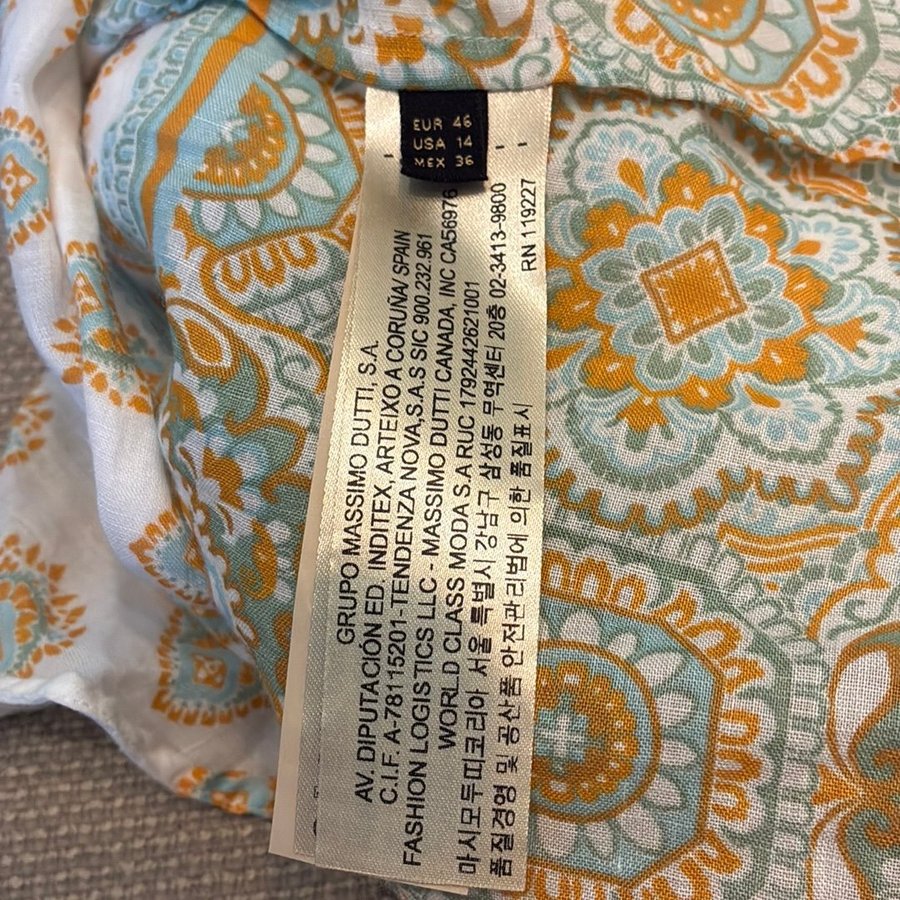 EUR 46
USA 14
MEX 36
GRUPO MASSIMO DUTTI, S.A.
AV. DIPUTACIÓN ED. INDITEX, ARTEIXO A CORUÑA/ SPAIN
C.I.F. A-78115201-TENDENZA NOVA,S.A.S SIC 900.232.961
FASHION LOGISTICS LLC - MASSIMO DUTTI CANADA, INC CA56976
WORLD CLASS MODA S.A RUC 1792442621001
마시모두띠코리아 서울 특별시 강남구 삼성동 무역센터 20층 02-3413-9800
품질경영 및 공산품 안전관리법에 의한 품질표시
RN 119227